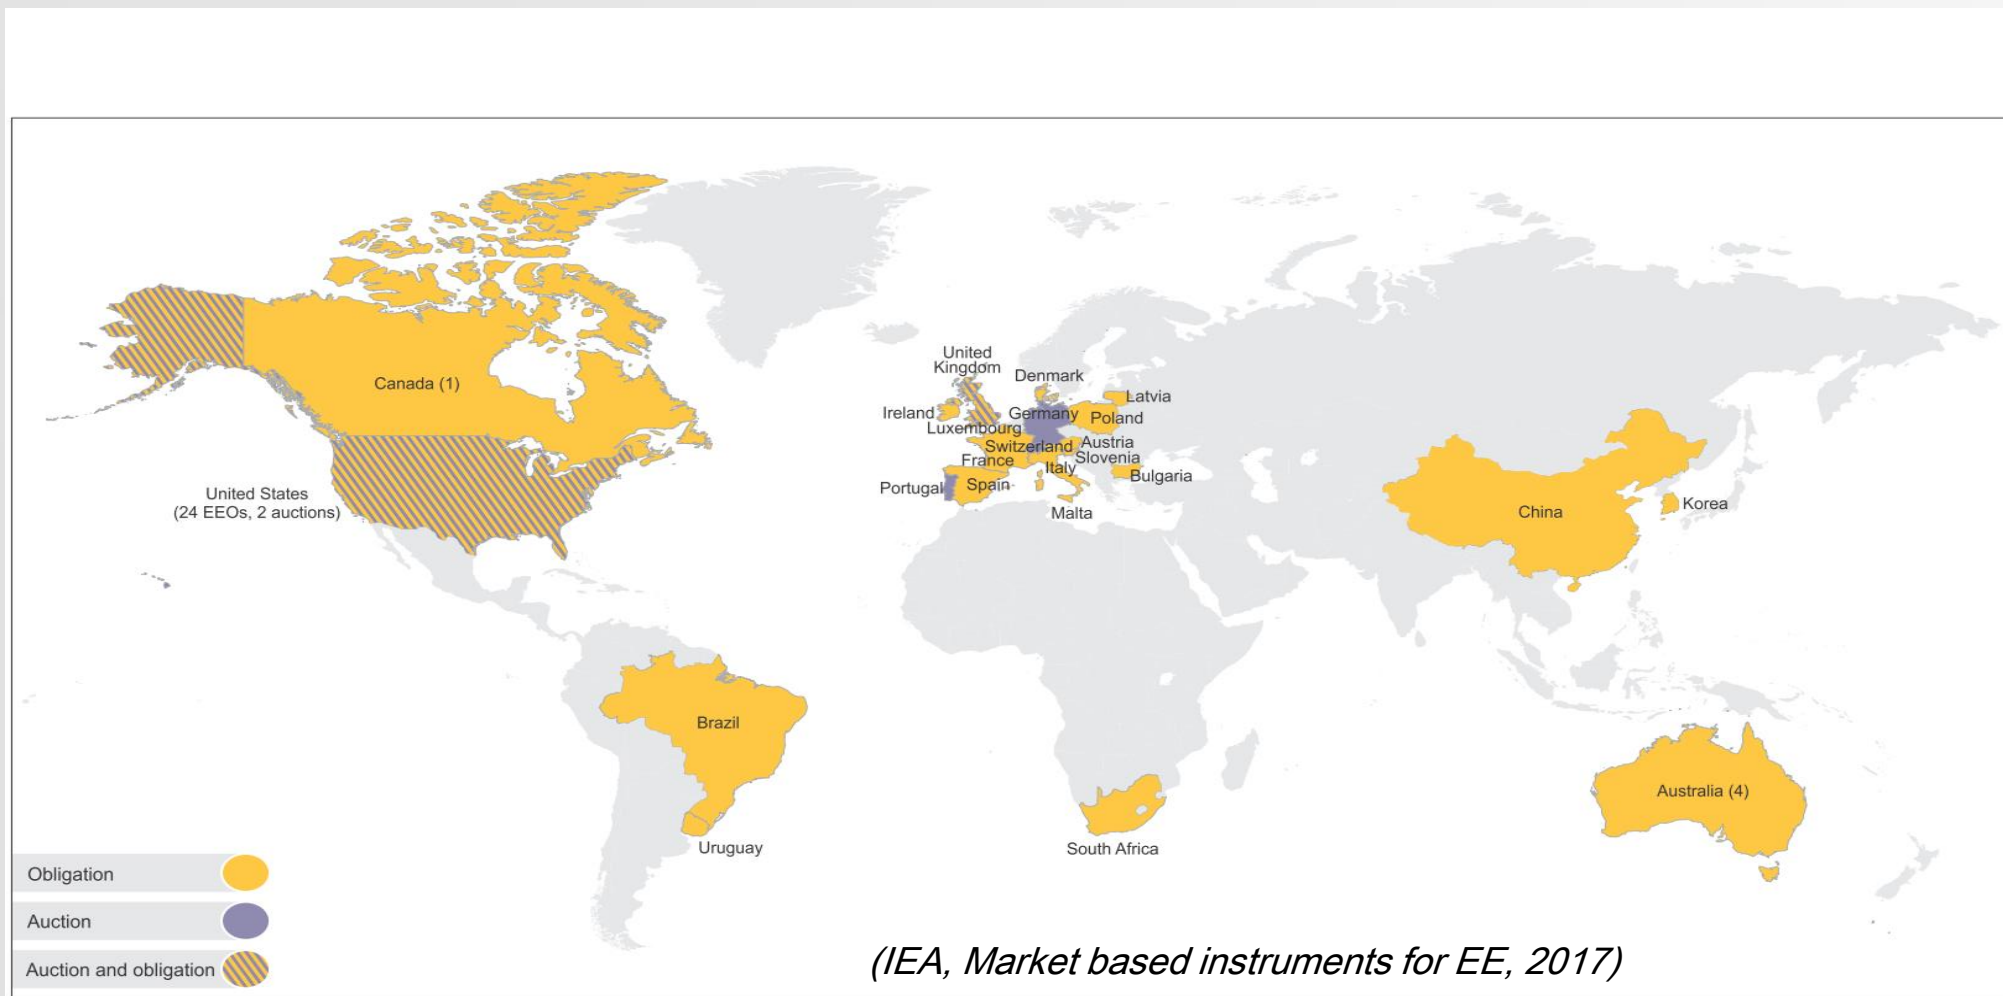 Canada (1)
United States
(24 EEOs, 2 auctions)
United
Kingdom
Denmark
Ireland
Germany
Latvia
Poland
Luxembourg
Switzerland
Austria
France
Slovenia
Italy
Bulgaria
Portugal
Spain
Malta
China
Korea
Brazil
Uruguay
South Africa
Australia (4)
Obligation
Auction
Auction and obligation
(IEA, Market based instruments for EE, 2017)